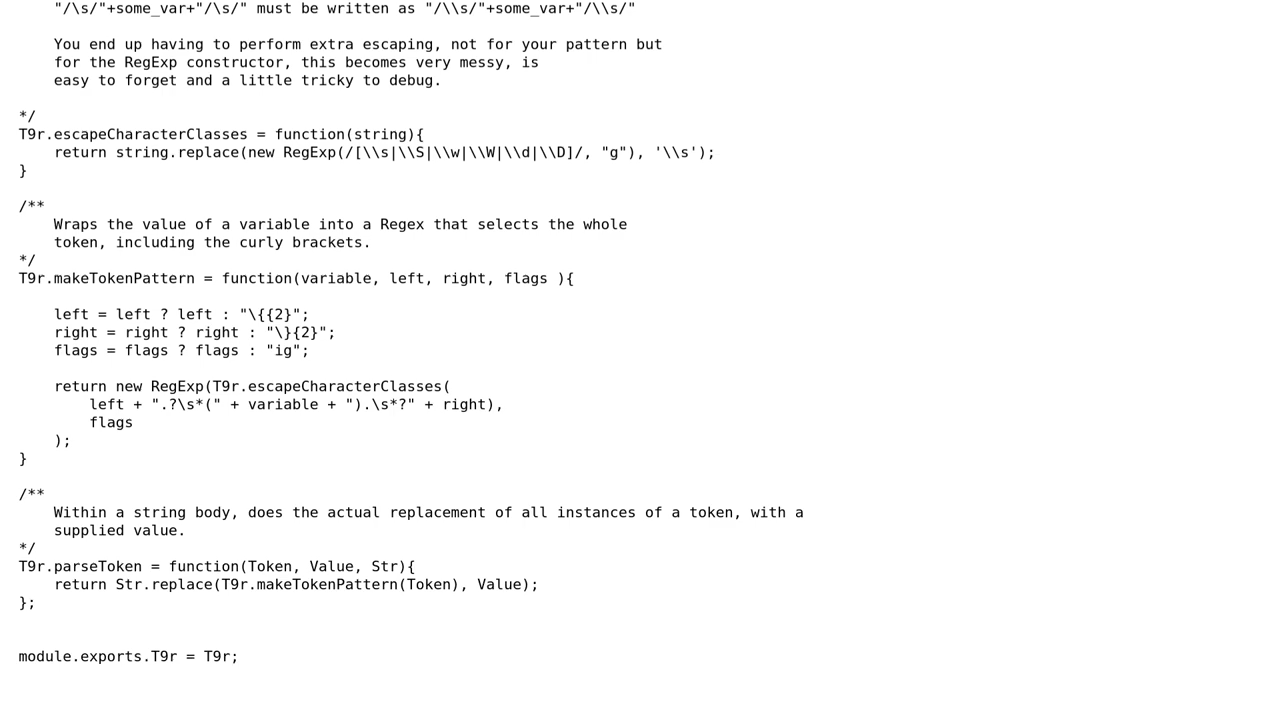 "/\s/"+some_var+"/\s/" must be written as "/\\s/"+some_var+"/\\s/"
You end up having to perform extra escaping, not for your pattern but
for the RegExp constructor, this becomes very messy, is
easy to forget and a little tricky to debug.
*/
T9r.escapeCharacterClasses = function(string){
return string.replace(new RegExp(/[\\s|\\S|\\w|\\W|\\d|\\D]/, "g"), '\\s');
}
/**
Wraps the value of a variable into a Regex that selects the whole
token, including the curly brackets.
*/
T9r.makeTokenPattern = function(variable, left, right, flags ){
left = left ? left : "\{{2}";
right = right ? right : "\}{2}";
flags = flags ? flags : "ig";
return new RegExp(T9r.escapeCharacterClasses(
left + ".?\s*(" + variable + ").\s*?" + right),
flags
);
}
/**
Within a string body, does the actual replacement of all instances of a token, with a
supplied value.
*/
T9r.parseToken = function(Token, Value, Str){
return Str.replace(T9r.makeTokenPattern(Token), Value);
};
module.exports.T9r = T9r;